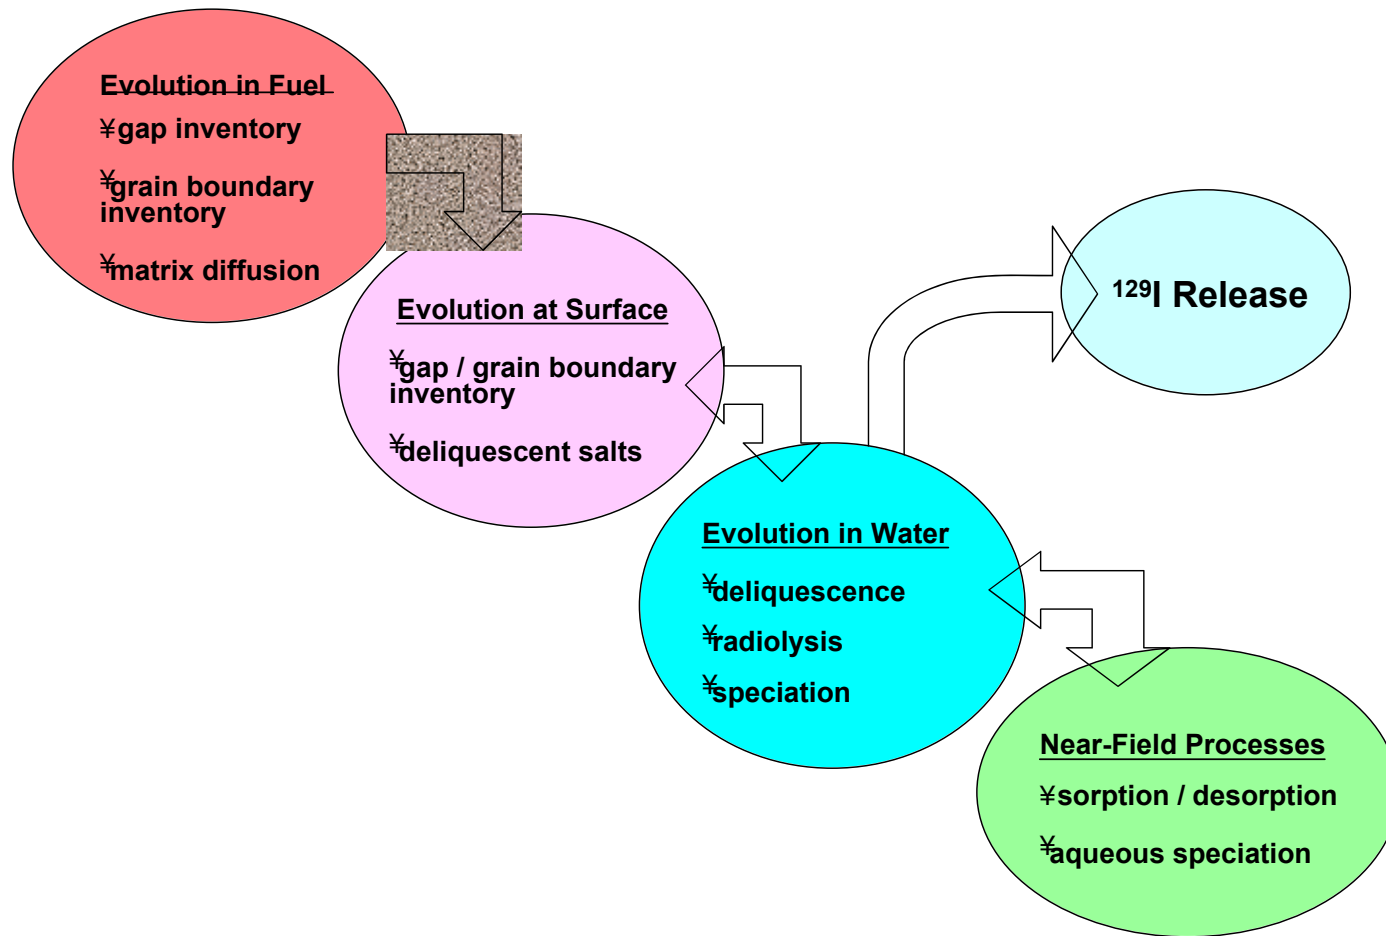 Evolution in Fuel
¥gap inventory
¥grain boundary
inventory
¥matrix diffusion
Evolution at Surface
¥gap / grain boundary
inventory
¥deliquescent salts
¹²⁹I Release
Evolution in Water
¥deliquescence
¥radiolysis
¥speciation
Near-Field Processes
¥sorption / desorption
¥aqueous speciation